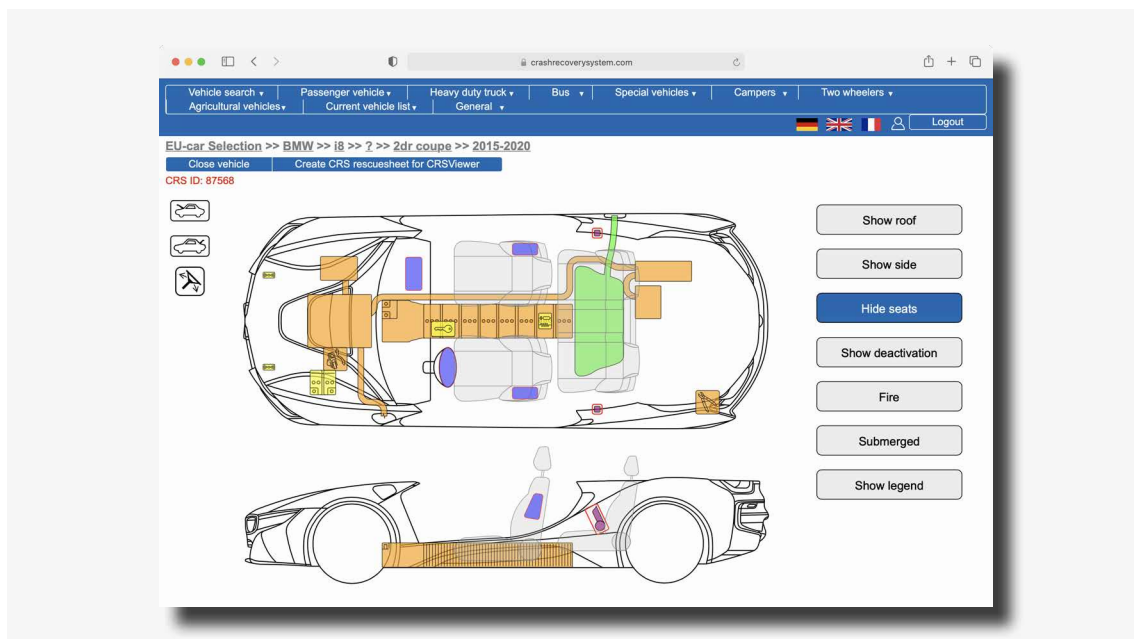 crashrecoverysystem.com
Vehicle search Passenger vehicle Heavy duty truck Bus Special vehicles Campers Two wheelers
Agricultural vehicles Current vehicle list General
Logout
EU-car Selection >> BMW >> i8 >> ? >> 2dr coupe >> 2015-2020
Close vehicle Create CRS rescuesheet for CRSViewer
CRS ID: 87568
Show roof
Show side
Hide seats
Show deactivation
Fire
Submerged
Show legend